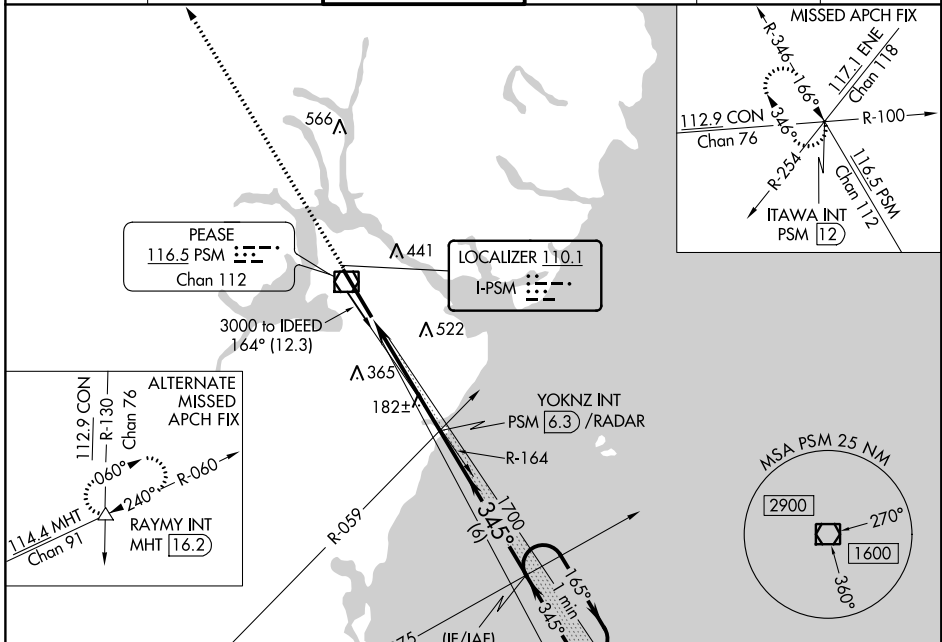 MISSED APCH FIX
R-346
166°
346°
117.1 ENE
Chan 118
112.9 CON
Chan 76
R-100
R-254
116.5 PSM
Chan 112
ITAWA INT
PSM 12
566
PEASE
116.5 PSM
Chan 112
441
LOCALIZER 110.1
I-PSM
3000 to IDEED
164° (12.3)
522
365
182±
ALTERNATE
MISSED
APCH FIX
112.9 CON
R-130
Chan 76
060°
240°
R-060
114.4 MHT
Chan 91
RAYMY INT
MHT 16.2
YOKNZ INT
PSM 6.3 /RADAR
R-164
R-059
1700
345°
(6)
165°
1 min
345°
(IF/IAF)
MSA PSM 25 NM
2900
270°
1600
360°